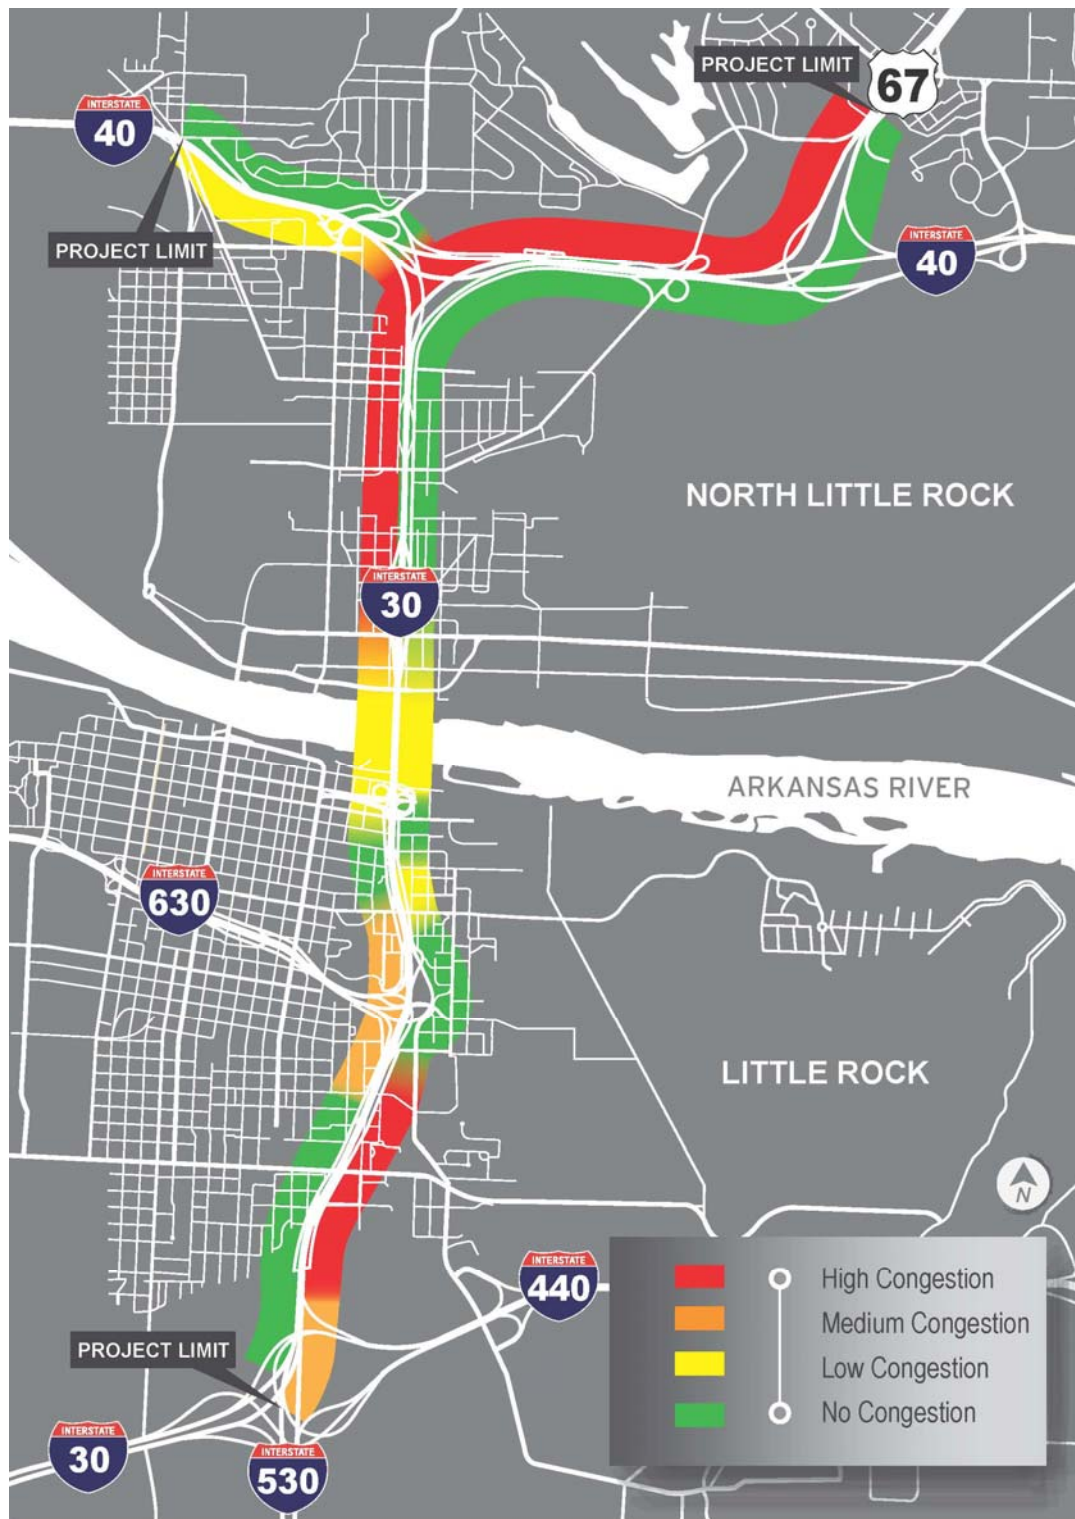 PROJECT LIMIT
67
INTERSTATE
40
PROJECT LIMIT
INTERSTATE
40
NORTH LITTLE ROCK
INTERSTATE
30
ARKANSAS RIVER
INTERSTATE
630
LITTLE ROCK
N
INTERSTATE
440
High Congestion
Medium Congestion
Low Congestion
No Congestion
PROJECT LIMIT
INTERSTATE
30
INTERSTATE
530